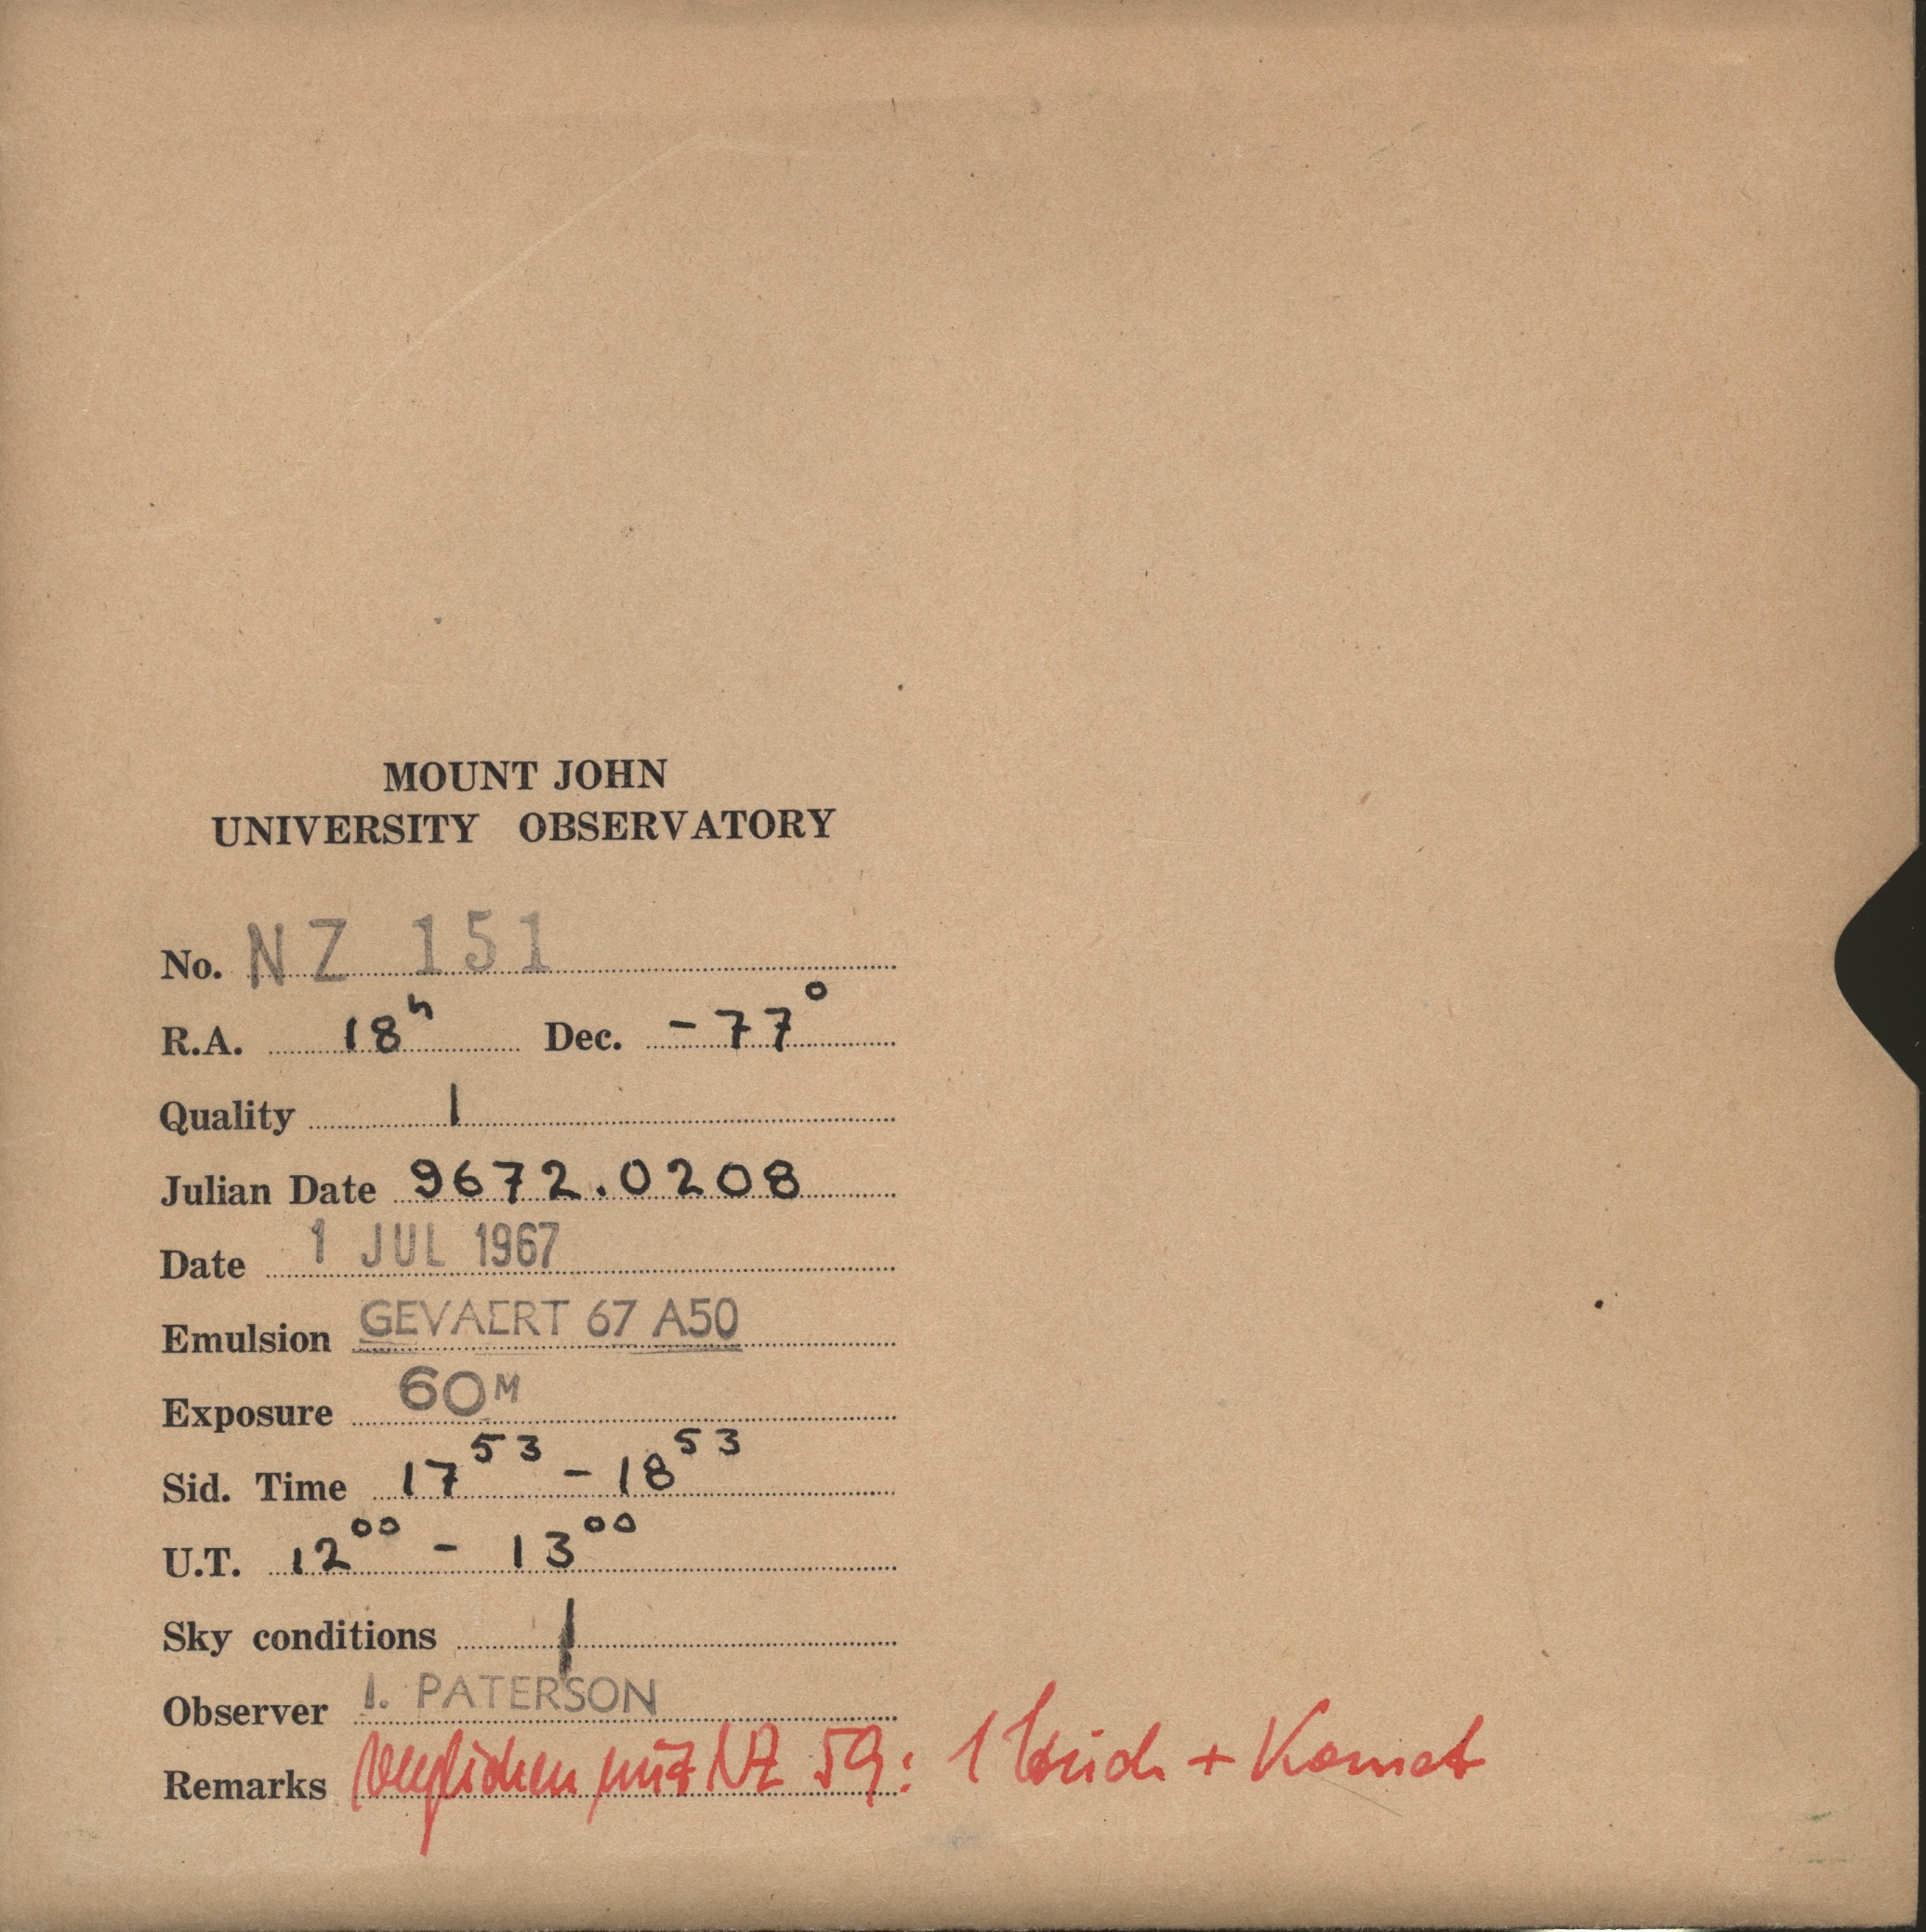 MOUNT JOHN
UNIVERSITY OBSERVATORY
No. NZ 151
R.A. 18h Dec. -77°
Quality 1
Julian Date 9672.0208
Date 1 JUL 1967
Emulsion GEVAERT 67 A50
Exposure 60M
Sid. Time 17 53 - 18 53
U.T. 12 00 - 13 00
Sky conditions 1
Observer I. PATERSON
Remarks verglichen mit NZ 59: 1 + Komet